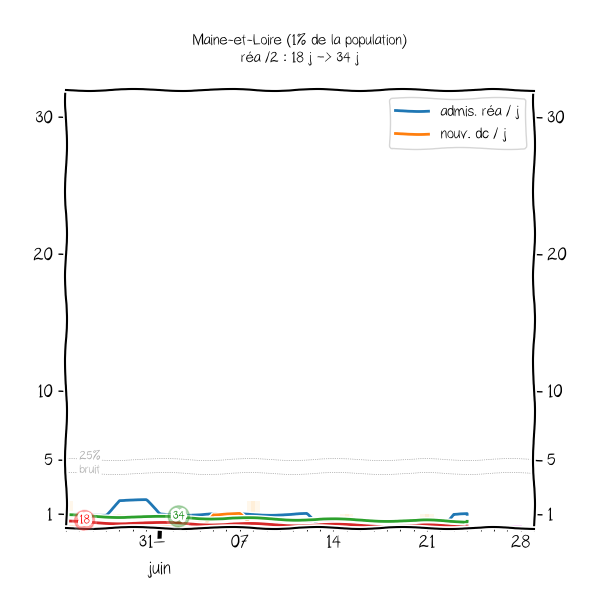 Maine-et-Loire (1% de la population)
réa /2 : 18 j -> 34 j
admis. réa / j
nouv. dc / j
30 30
20 20
10 10
5 25% 5
bruit
1 18 34 1
31 07 14 21 28
juin